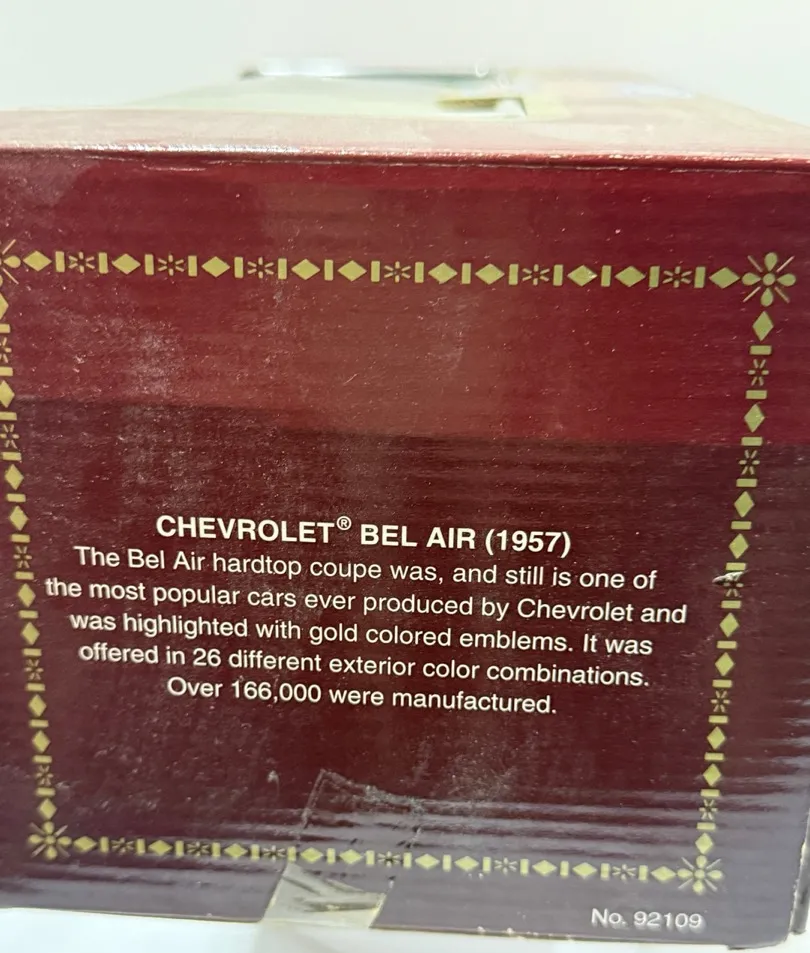 CHEVROLET® BEL AIR (1957)
The Bel Air hardtop coupe was, and still is one of
the most popular cars ever produced by Chevrolet and
was highlighted with gold colored emblems. It was
offered in 26 different exterior color combinations.
Over 166,000 were manufactured.
No. 92109